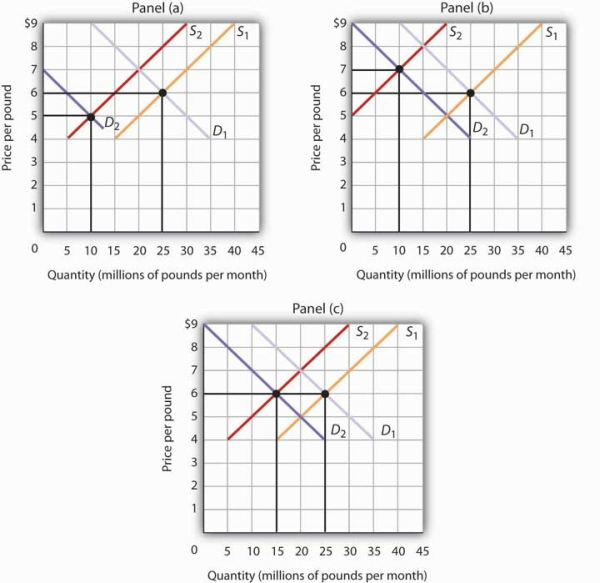 Panel (a)
$9
8
7
6
5
4
3
2
1
0
5 10 15 20 25 30 35 40 45
S2
S1
D2
D1
Price per pound
Quantity (millions of pounds per month)
Panel (b)
$9
8
7
6
5
4
3
2
1
0
5 10 15 20 25 30 35 40 45
S2
S1
D2
D1
Price per pound
Quantity (millions of pounds per month)
Panel (c)
$9
8
7
6
5
4
3
2
1
0
5 10 15 20 25 30 35 40 45
S2
S1
D2
D1
Price per pound
Quantity (millions of pounds per month)